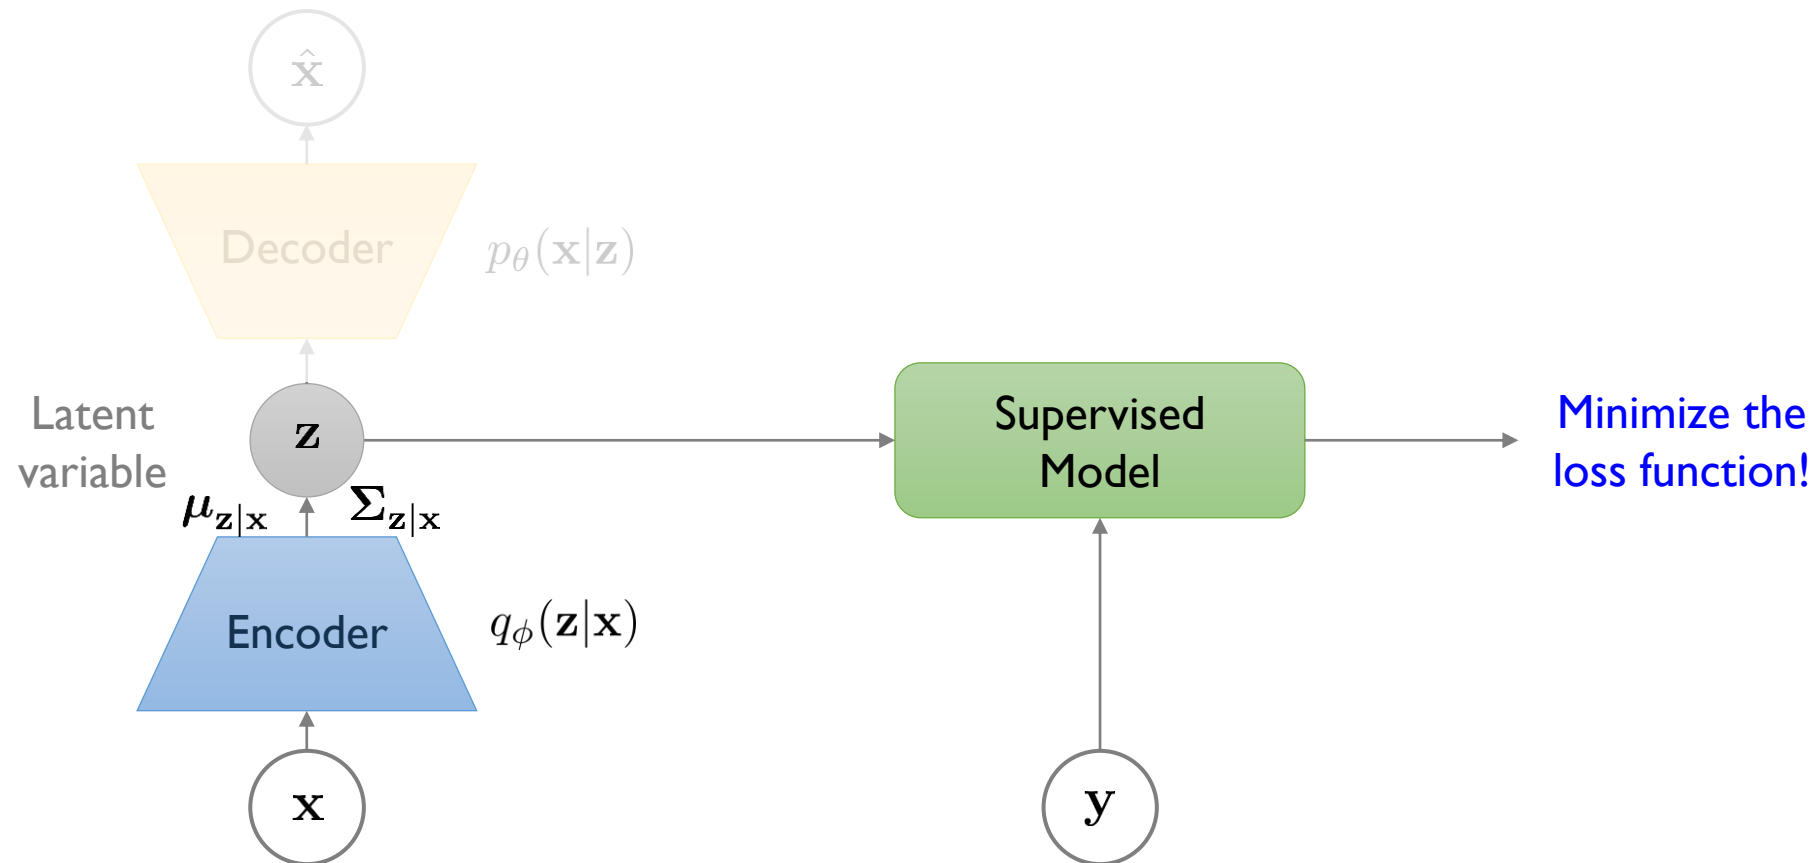 x̂
Decoder
p_θ(x|z)
Latent
variable
z
μ_z|x
Σ_z|x
Encoder
q_ϕ(z|x)
x
Supervised
Model
y
Minimize the
loss function!